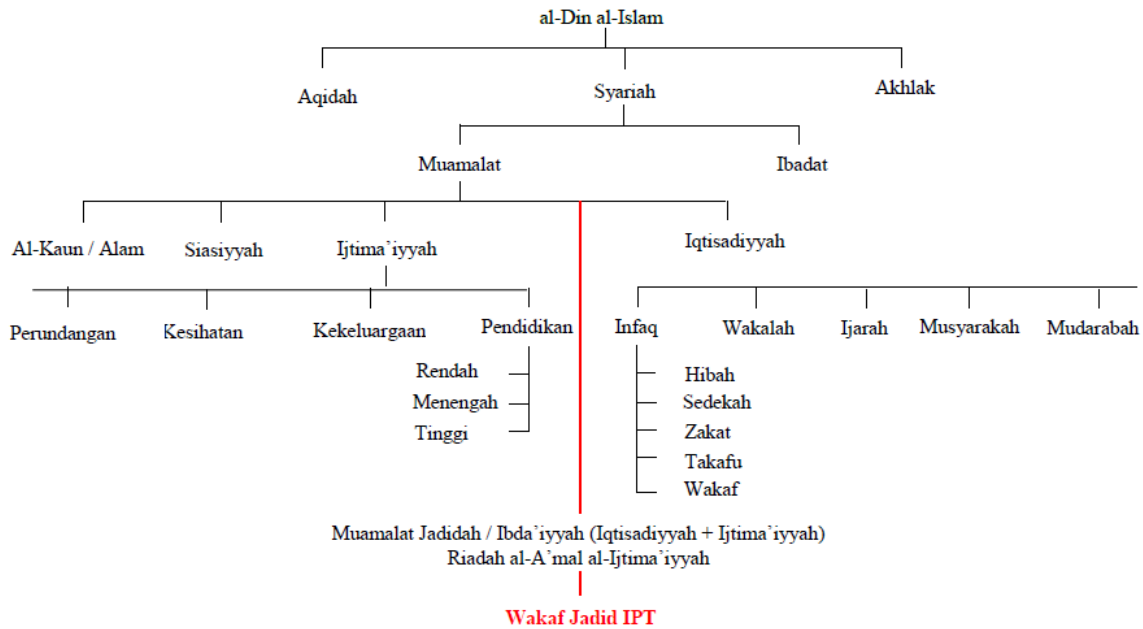 al-Din al-Islam
Aqidah
Syariah
Akhlak
Muamalat
Ibadat
Al-Kaun / Alam
Siasiyyah
Ijtima'iyyah
Iqtisadiyyah
Perundangan
Kesihatan
Kekeluargaan
Pendidikan
Infaq
Wakalah
Ijarah
Musyarakah
Mudarabah
Rendah
Menengah
Tinggi
Hibah
Sedekah
Zakat
Takafu
Wakaf
Muamalat Jadidah / Ibda'iyyah (Iqtisadiyyah + Ijtima'iyyah)
Riadah al-A'mal al-Ijtima'iyyah
Wakaf Jadid IPT